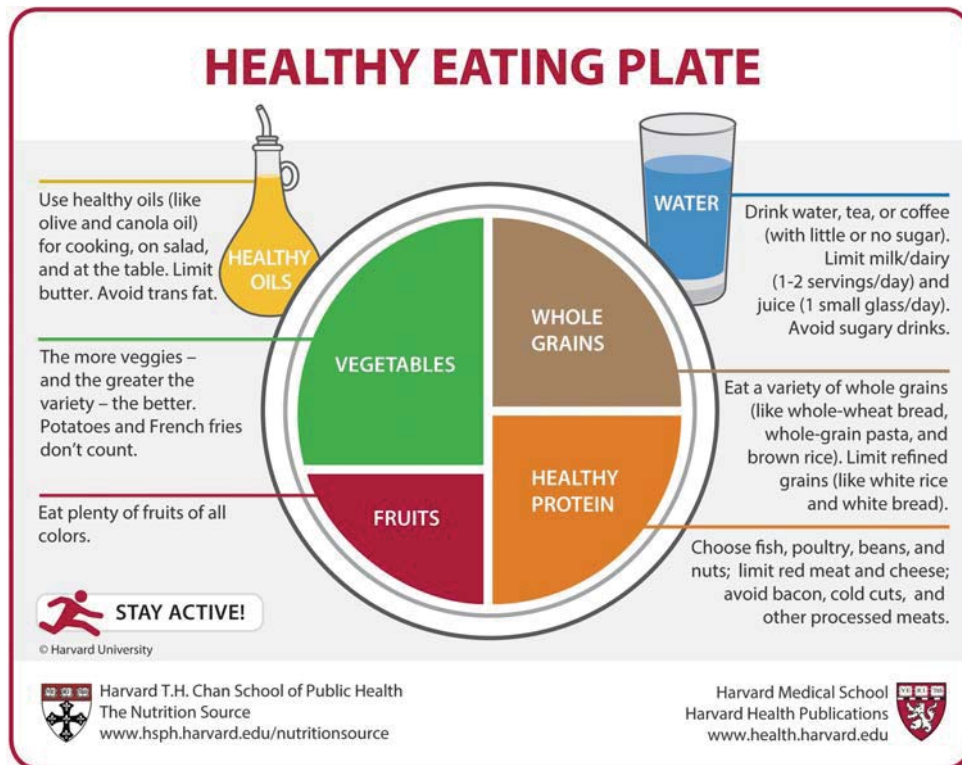 HEALTHY EATING PLATE
Use healthy oils (like
olive and canola oil)
for cooking, on salad,
and at the table. Limit
butter. Avoid trans fat.
HEALTHY
OILS
The more veggies –
and the greater the
variety – the better.
Potatoes and French fries
don't count.
Eat plenty of fruits of all
colors.
VEGETABLES
FRUITS
WHOLE
GRAINS
HEALTHY
PROTEIN
WATER
Drink water, tea, or coffee
(with little or no sugar).
Limit milk/dairy
(1-2 servings/day) and
juice (1 small glass/day).
Avoid sugary drinks.
Eat a variety of whole grains
(like whole-wheat bread,
whole-grain pasta, and
brown rice). Limit refined
grains (like white rice
and white bread).
Choose fish, poultry, beans, and
nuts; limit red meat and cheese;
avoid bacon, cold cuts, and
other processed meats.
STAY ACTIVE!
© Harvard University
Harvard T.H. Chan School of Public Health
The Nutrition Source
www.hsph.harvard.edu/nutritionsource
Harvard Medical School
Harvard Health Publications
www.health.harvard.edu